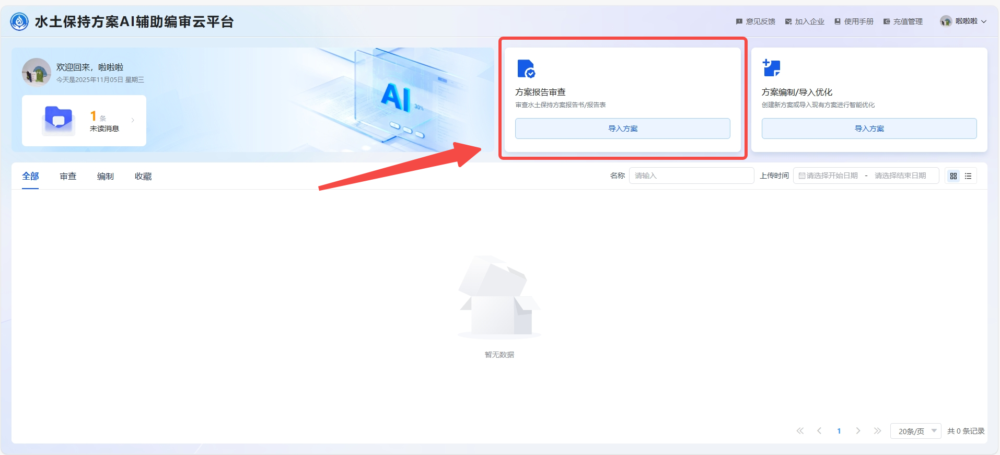 水土保持方案AI辅助编审云平台
意见反馈 加入企业 使用手册 充值管理 啦啦啦
欢迎回来，啦啦啦
今天是2025年11月05日 星期三
1 条
未读消息
AI 30%
方案报告审查
审查水土保持方案报告书/报告表
导入方案
方案编制/导入优化
创建新方案或导入现有方案进行智能优化
导入方案
全部 审查 编制 收藏 名称 请输入 上传时间 请选择开始日期 - 请选择结束日期
暂无数据
1 20条/页 共 0 条记录